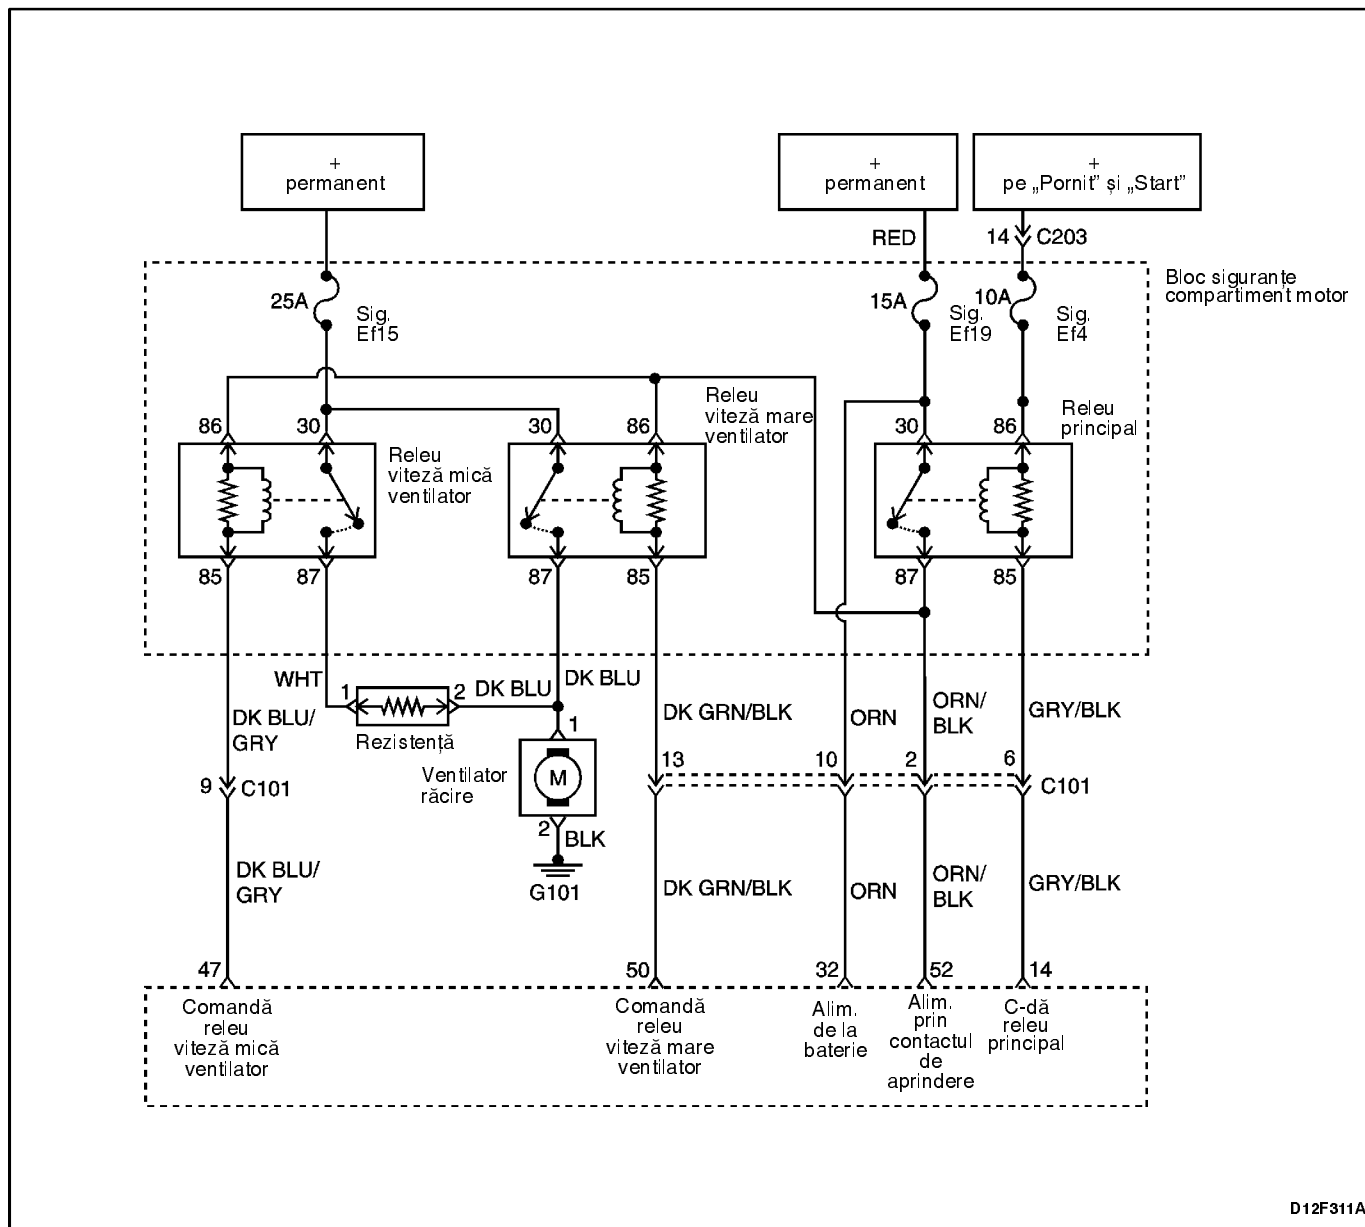 +
permanent
+
permanent
+
pe „Pornit” și „Start”
RED
14
C203
Bloc siguranțe
compartiment motor
25A
Sig.
Ef15
15A
Sig.
Ef19
10A
Sig.
Ef4
86
30
30
86
Releu
viteză mare
ventilator
30
86
Releu
principal
Releu
viteză mică
ventilator
85
87
87
85
87
85
WHT
1
2
DK BLU
DK BLU
Rezistență
DK BLU/
GRY
DK GRN/BLK
ORN
ORN/
BLK
GRY/BLK
1
Ventilator
răcire
M
2
BLK
G101
9
C101
13
10
2
6
C101
DK BLU/
GRY
DK GRN/BLK
ORN
ORN/
BLK
GRY/BLK
47
50
32
52
14
Comandă
releu
viteză mică
ventilator
Comandă
releu
viteză mare
ventilator
Alim.
de la
baterie
Alim.
prin
contactul
de
aprindere
C-dă
releu
principal
D12F311A